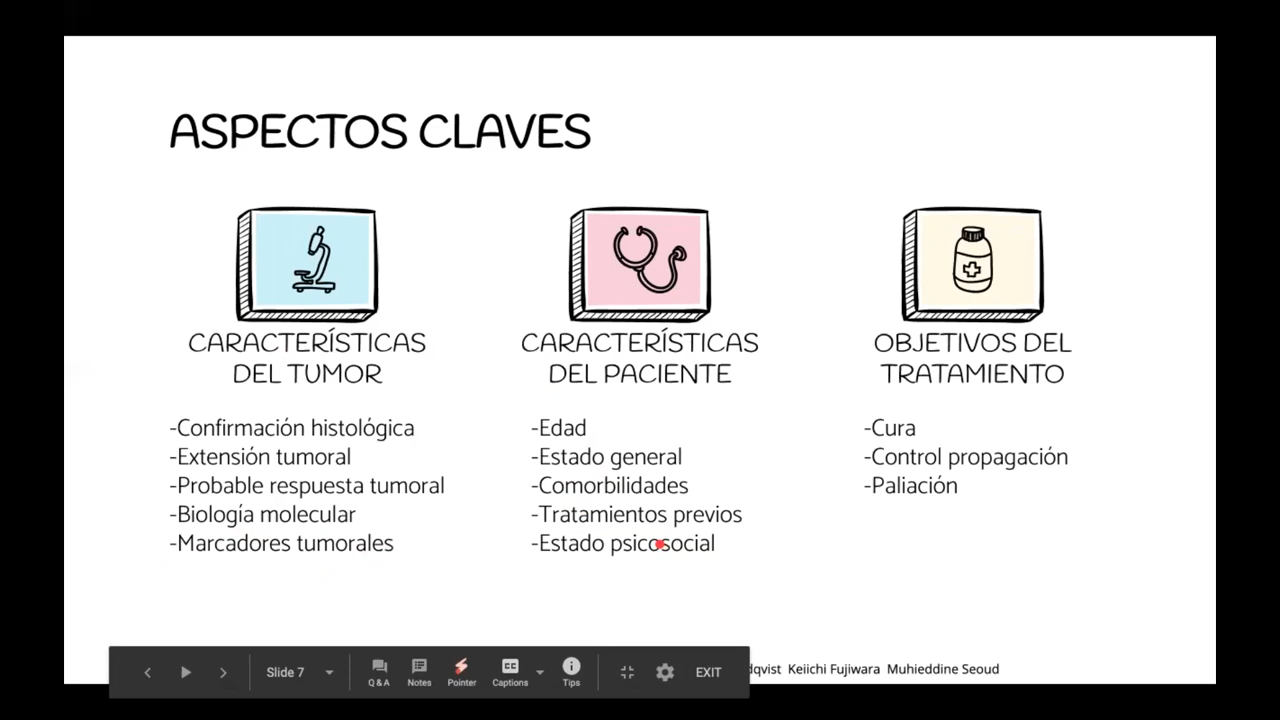 ASPECTOS CLAVES
CARACTERÍSTICAS
DEL TUMOR
-Confirmación histológica
-Extensión tumoral
-Probable respuesta tumoral
-Biología molecular
-Marcadores tumorales
CARACTERÍSTICAS
DEL PACIENTE
-Edad
-Estado general
-Comorbilidades
-Tratamientos previos
-Estado psicosocial
OBJETIVOS DEL
TRATAMIENTO
-Cura
-Control propagación
-Paliación
Keiichi Fujiwara Muhieddine Seoud
Slide 7
Q & A
Notes
Pointer
CC
Captions
Tips
EXIT